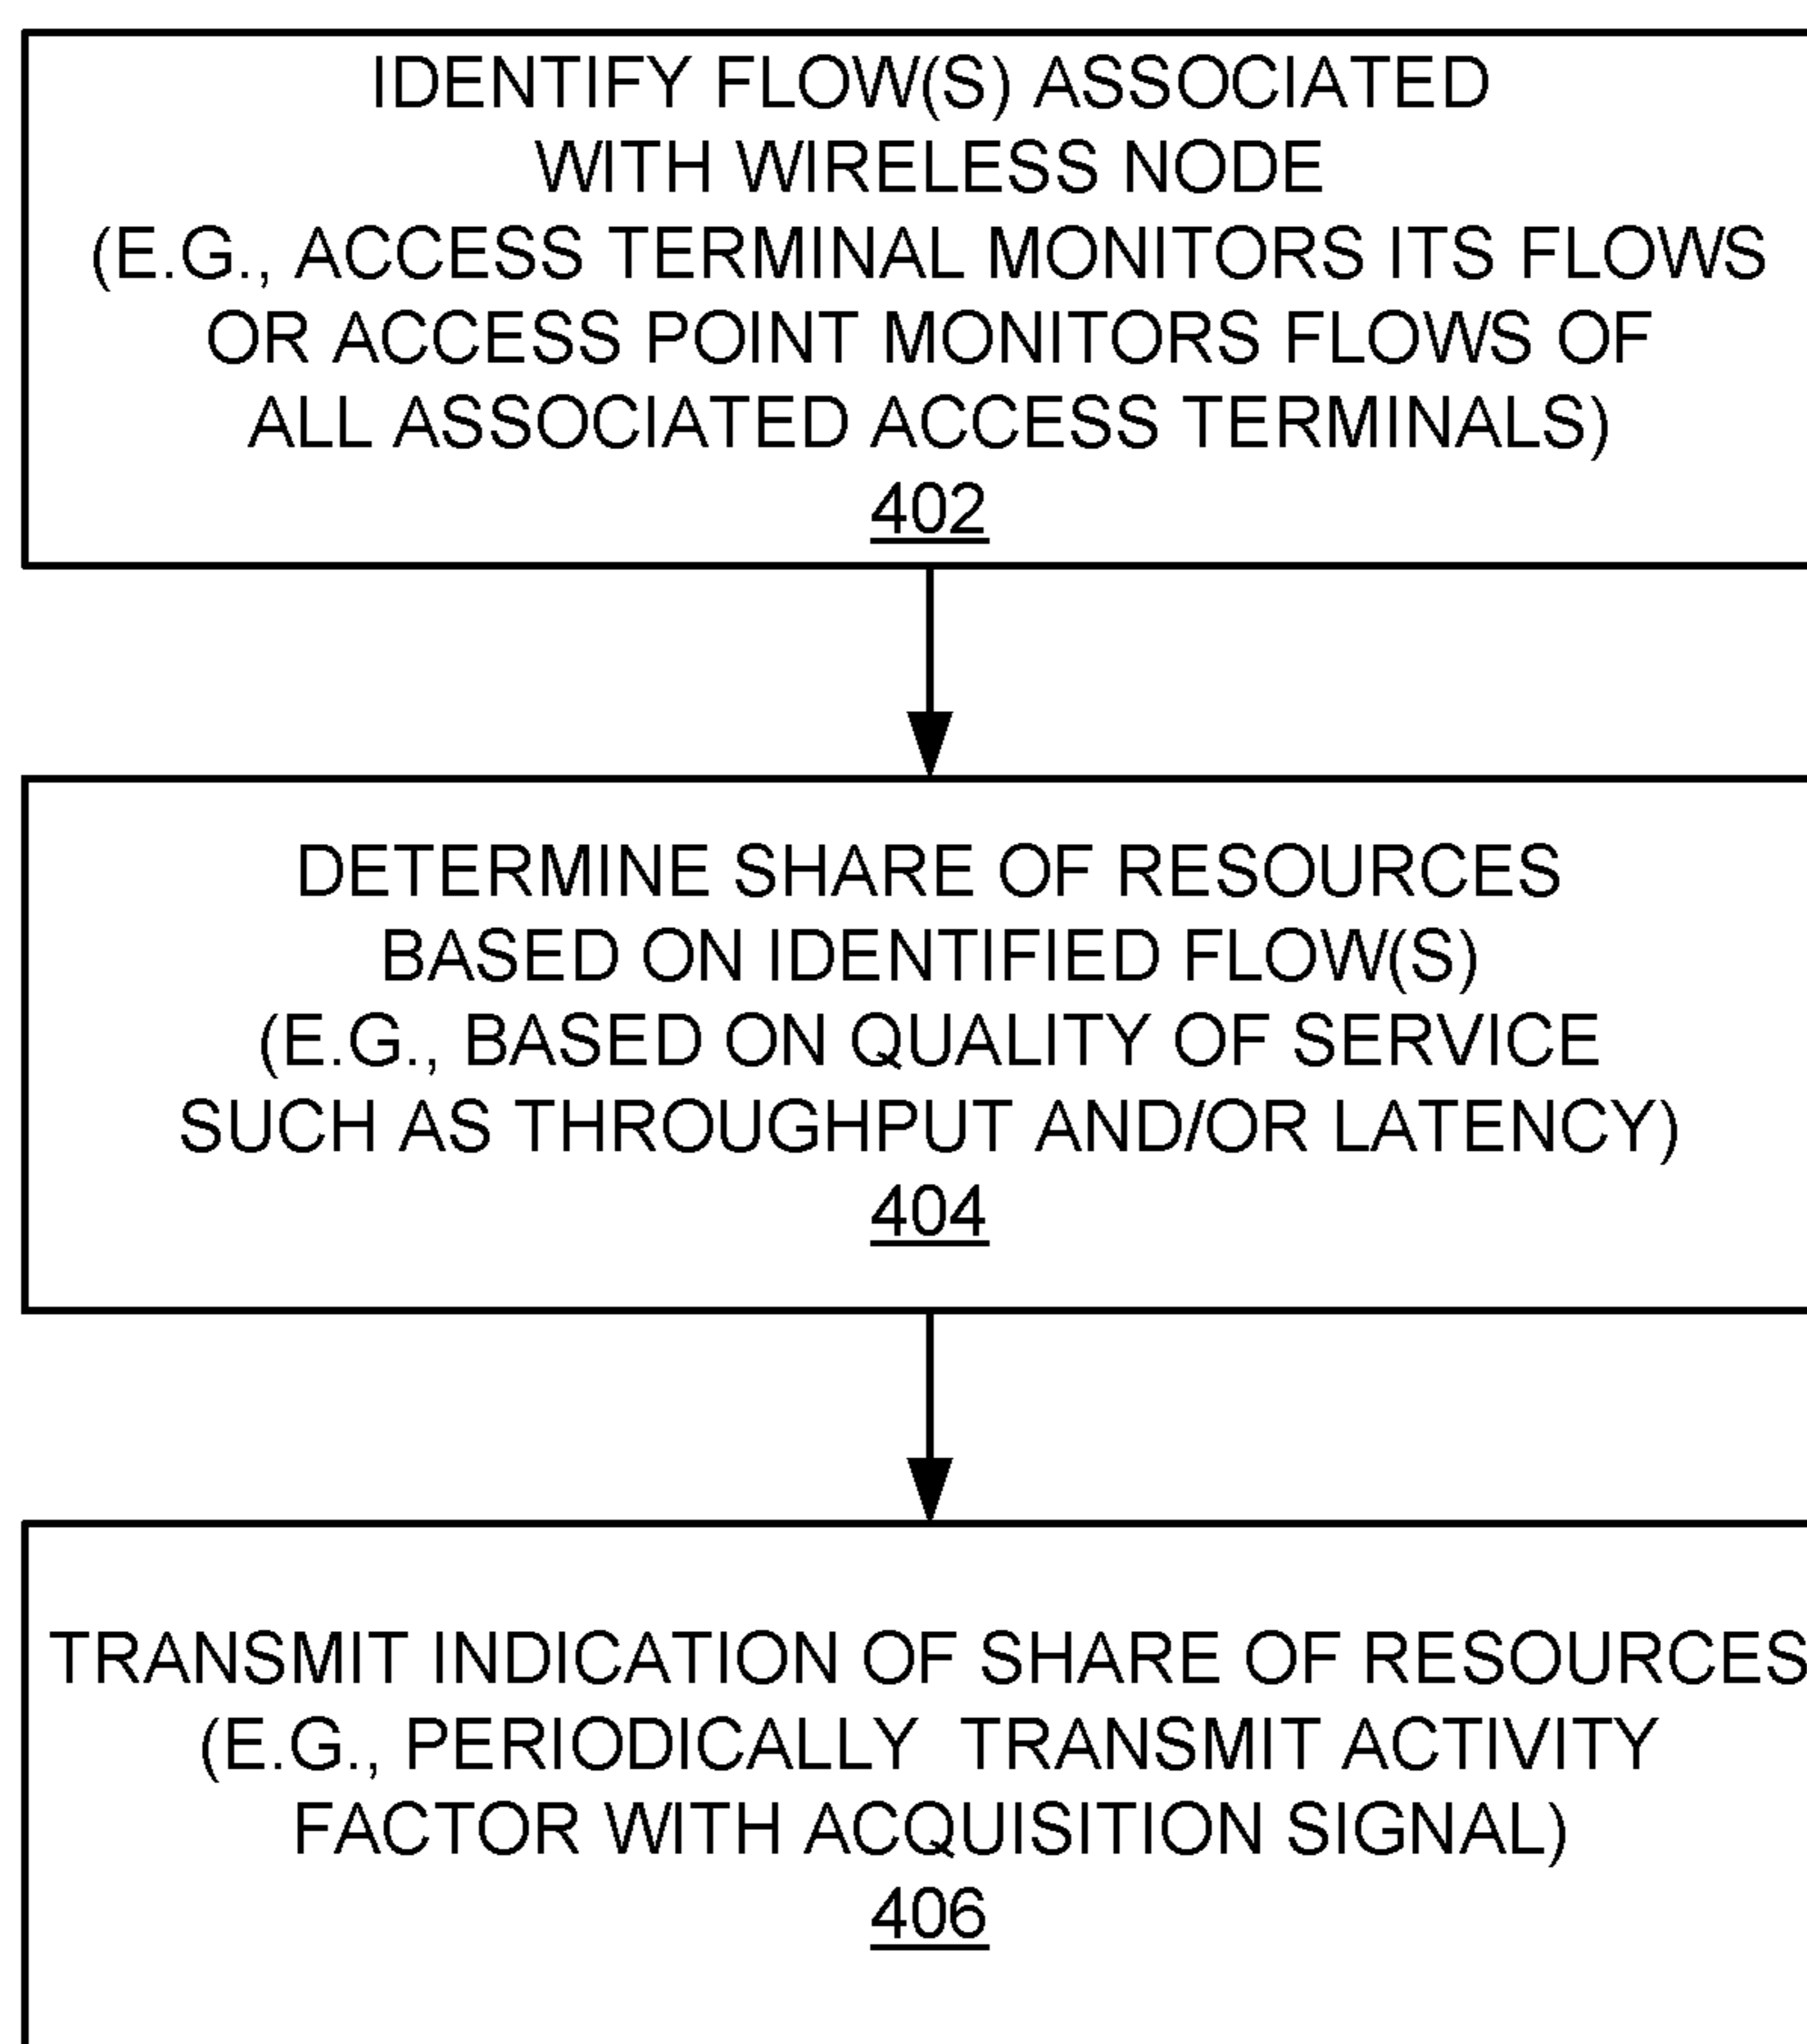 IDENTIFY FLOW(S) ASSOCIATED
WITH WIRELESS NODE
(E.G., ACCESS TERMINAL MONITORS ITS FLOWS
OR ACCESS POINT MONITORS FLOWS OF
ALL ASSOCIATED ACCESS TERMINALS)
402
DETERMINE SHARE OF RESOURCES
BASED ON IDENTIFIED FLOW(S)
(E.G., BASED ON QUALITY OF SERVICE
SUCH AS THROUGHPUT AND/OR LATENCY)
404
TRANSMIT INDICATION OF SHARE OF RESOURCES
(E.G., PERIODICALLY TRANSMIT ACTIVITY
FACTOR WITH ACQUISITION SIGNAL)
406